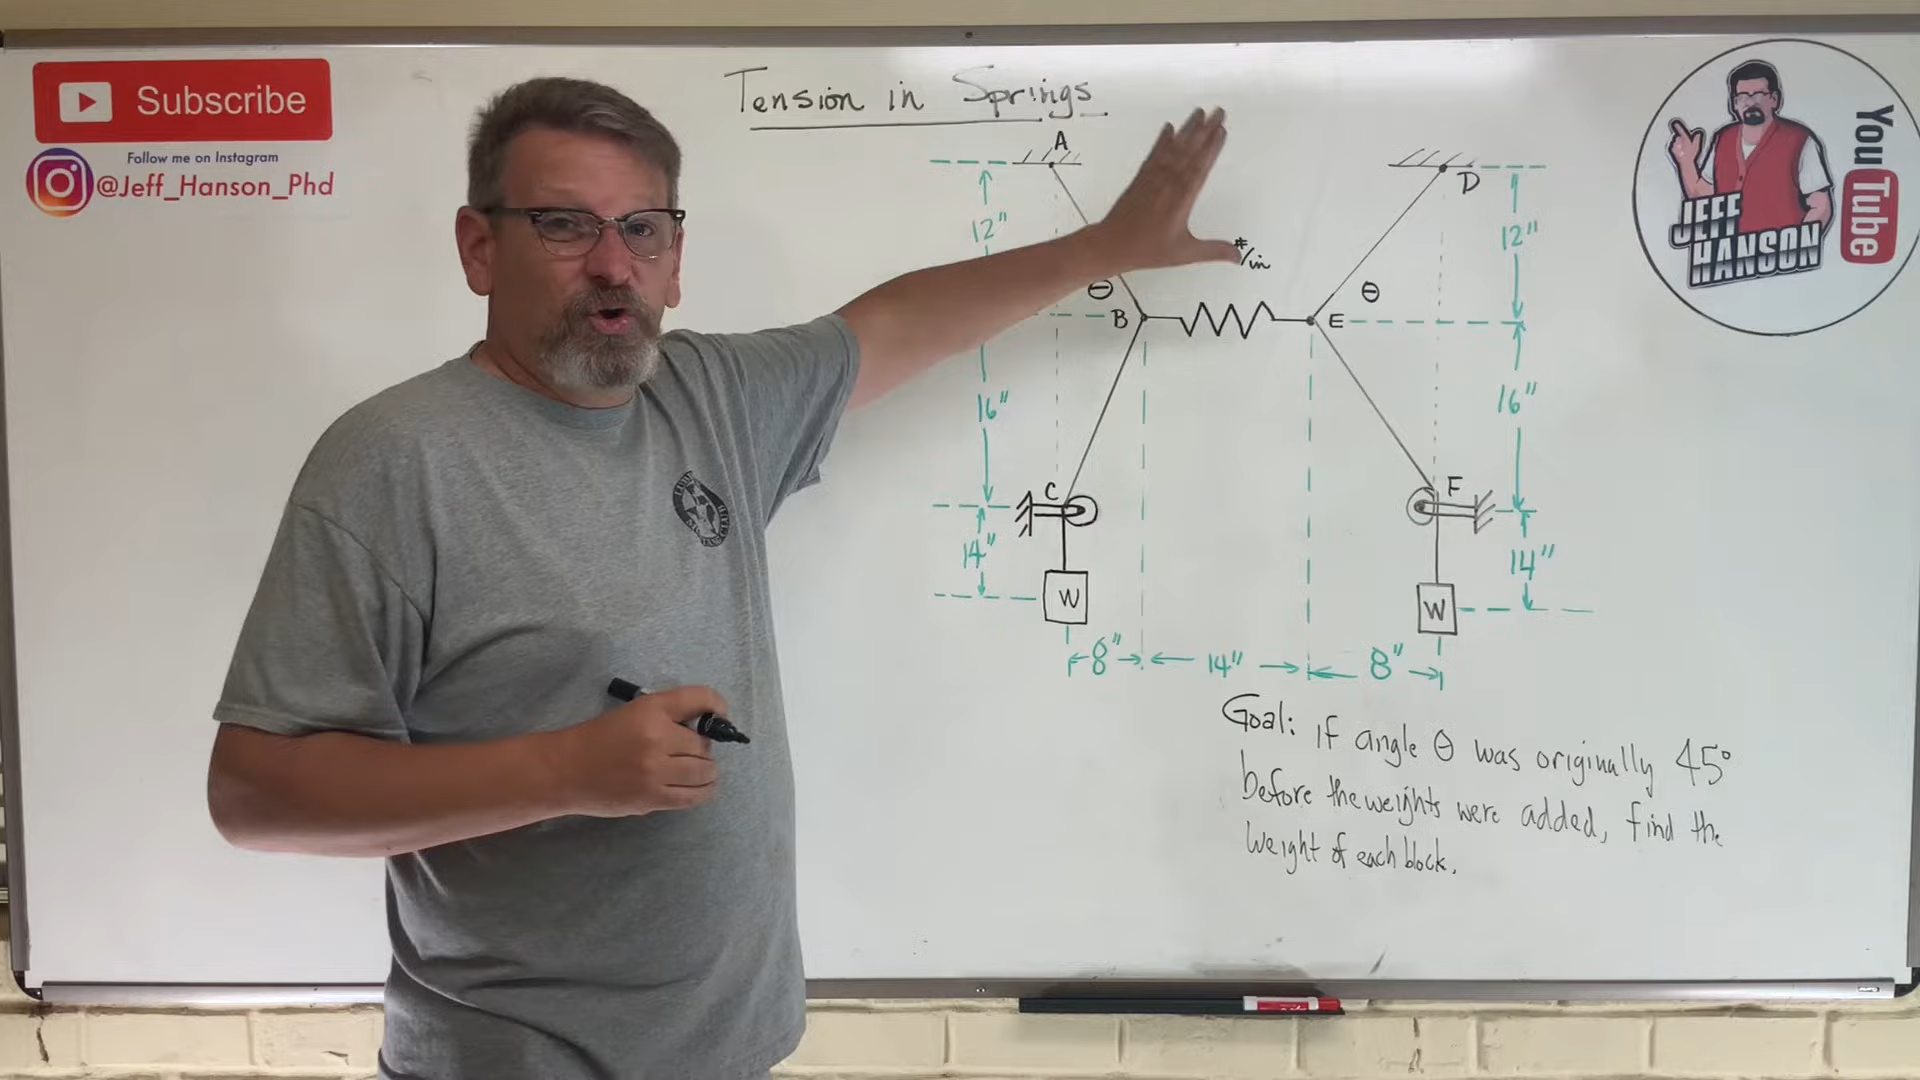 Subscribe
Follow me on Instagram
@Jeff_Hanson_Phd
Tension in Springs
A
D
12"
12"
#/in
θ
θ
B
E
16"
16"
C
F
14"
14"
W
W
8"
14"
8"
Goal: If angle θ was originally 45°
before the weights were added, find the
weight of each block.
JEFF
HANSON
YouTube